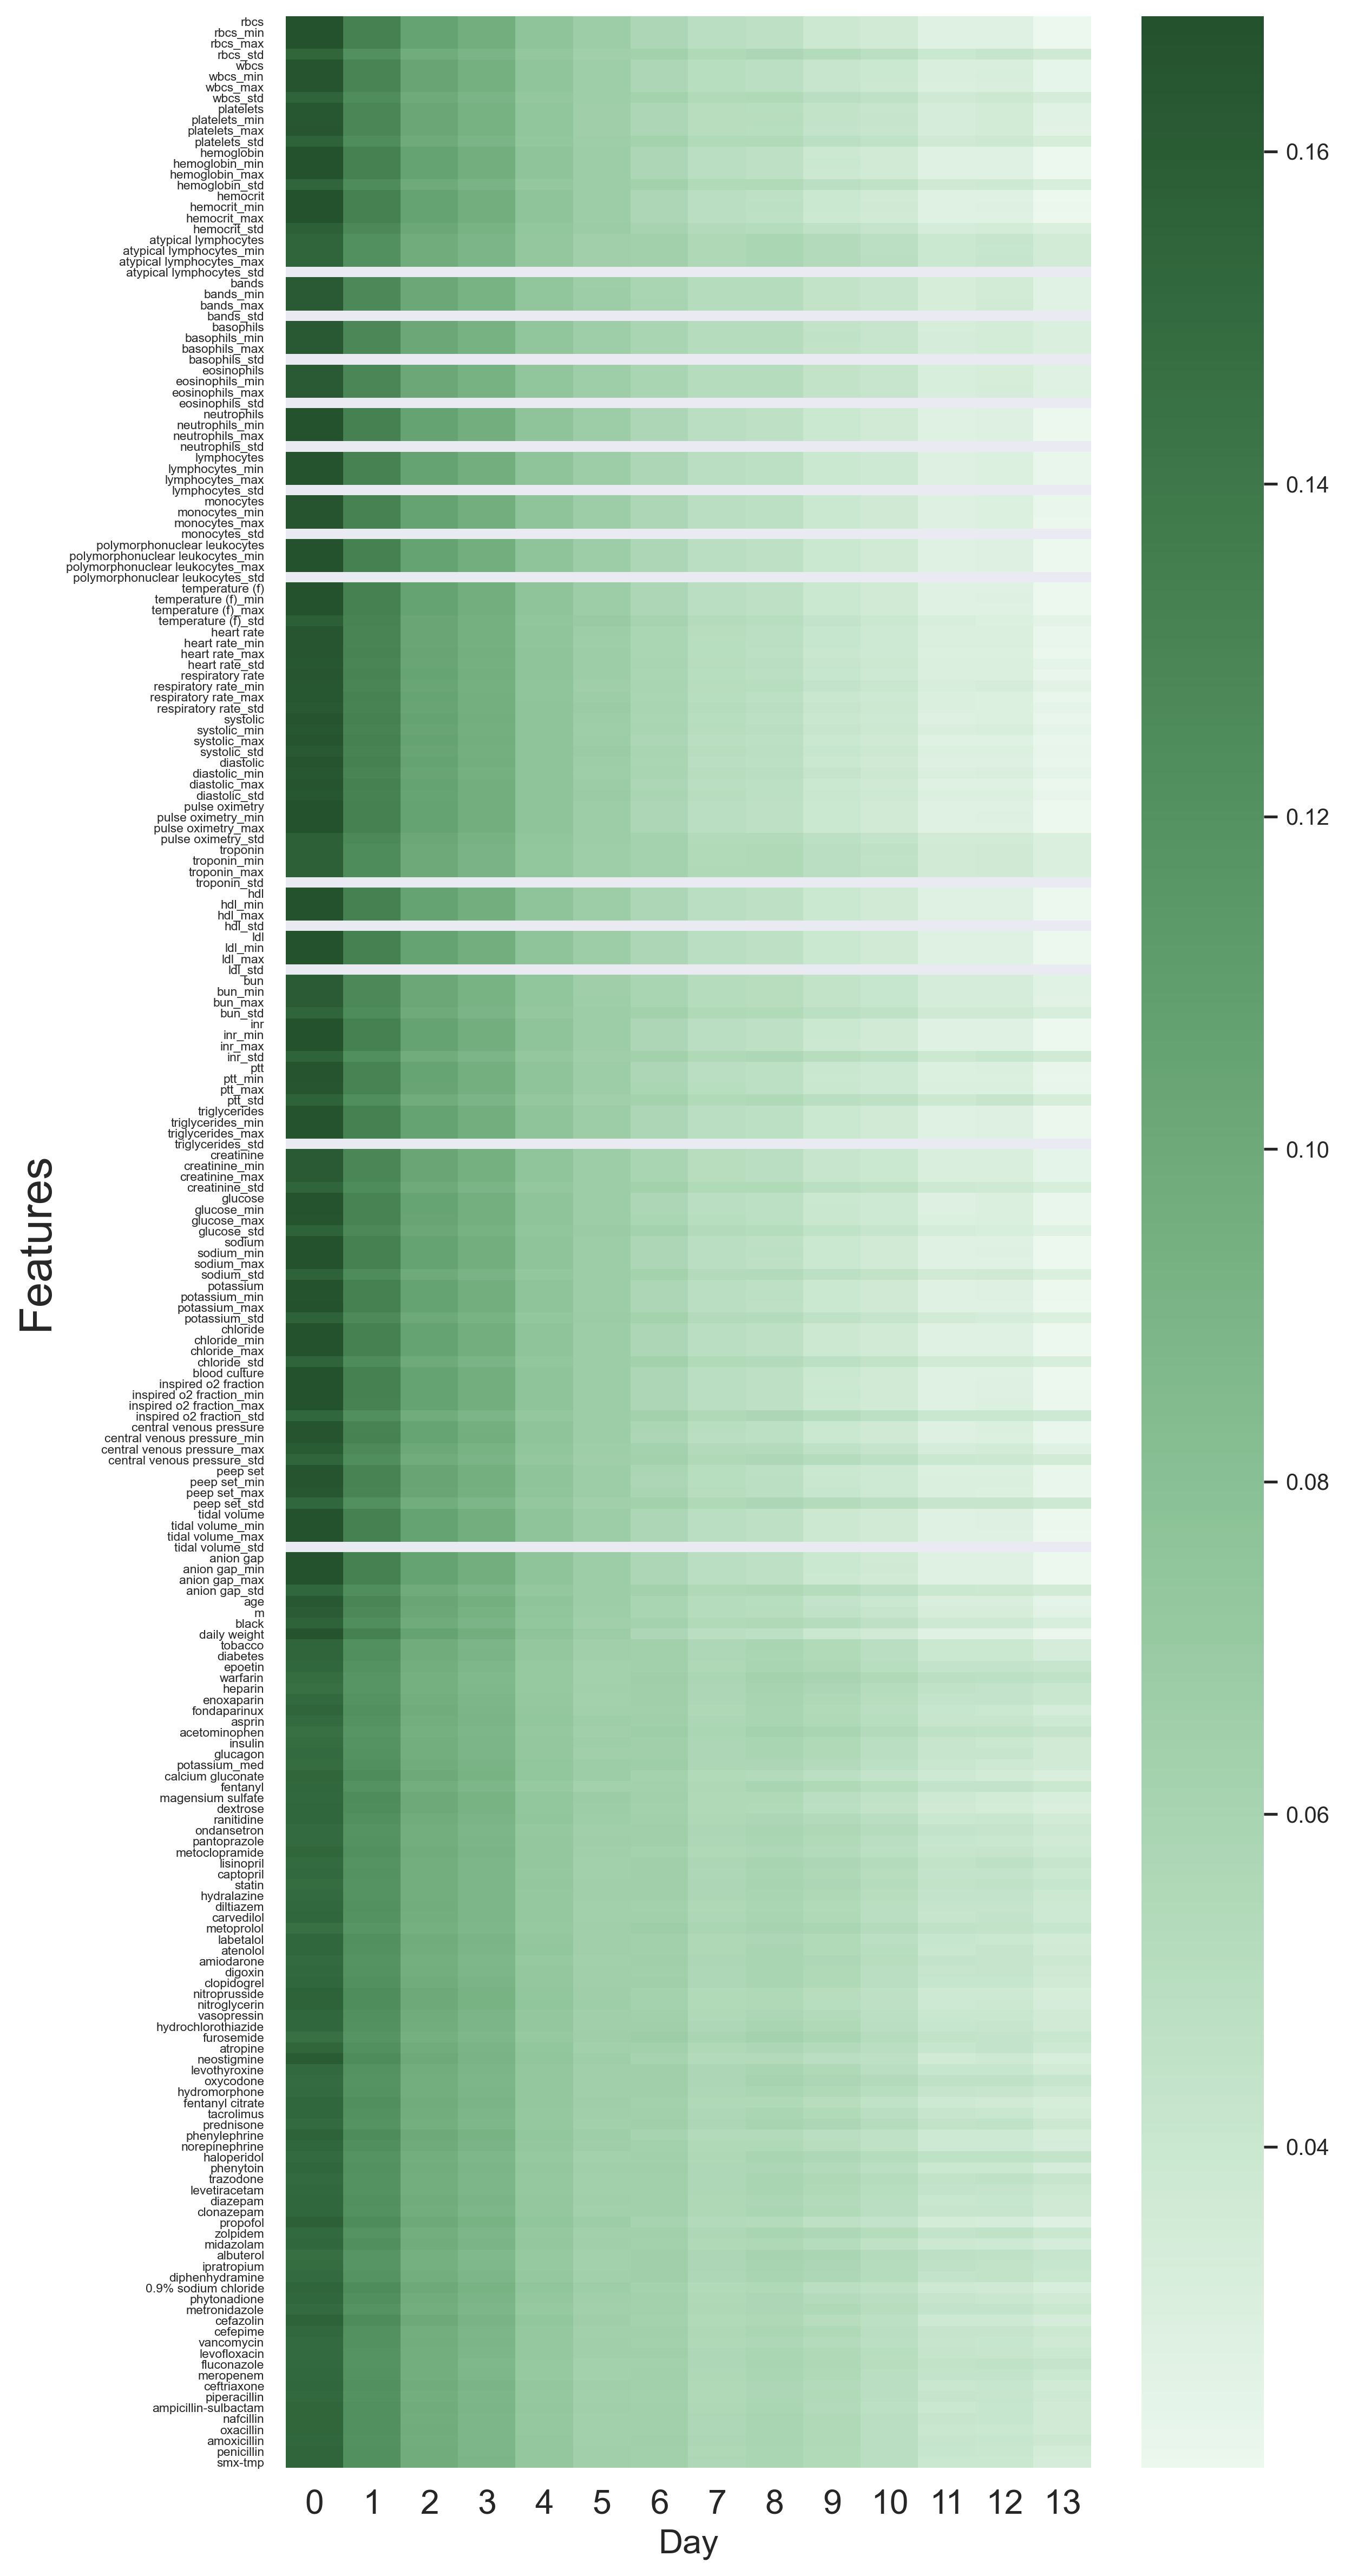 rbcs
rbcs_min
rbcs_max
rbcs_std
wbcs
wbcs_min
wbcs_max
wbcs_std
platelets
platelets_min
platelets_max
platelets_std
hemoglobin
hemoglobin_min
hemoglobin_max
hemoglobin_std
hemocrit
hemocrit_min
hemocrit_max
hemocrit_std
atypical lymphocytes
atypical lymphocytes_min
atypical lymphocytes_max
atypical lymphocytes_std
bands
bands_min
bands_max
bands_std
basophils
basophils_min
basophils_max
basophils_std
eosinophils
eosinophils_min
eosinophils_max
eosinophils_std
neutrophils
neutrophils_min
neutrophils_max
neutrophils_std
lymphocytes
lymphocytes_min
lymphocytes_max
lymphocytes_std
monocytes
monocytes_min
monocytes_max
monocytes_std
polymorphonuclear leukocytes
polymorphonuclear leukocytes_min
polymorphonuclear leukocytes_max
polymorphonuclear leukocytes_std
temperature (f)
temperature (f)_min
temperature (f)_max
temperature (f)_std
heart rate
heart rate_min
heart rate_max
heart rate_std
respiratory rate
respiratory rate_min
respiratory rate_max
respiratory rate_std
systolic
systolic_min
systolic_max
systolic_std
diastolic
diastolic_min
diastolic_max
diastolic_std
pulse oximetry
pulse oximetry_min
pulse oximetry_max
pulse oximetry_std
troponin
troponin_min
troponin_max
troponin_std
hdl
hdl_min
hdl_max
hdl_std
ldl
ldl_min
ldl_max
ldl_std
bun
bun_min
bun_max
bun_std
inr
inr_min
inr_max
inr_std
ptt
ptt_min
ptt_max
ptt_std
triglycerides
triglycerides_min
triglycerides_max
triglycerides_std
creatinine
creatinine_min
creatinine_max
creatinine_std
glucose
glucose_min
glucose_max
glucose_std
sodium
sodium_min
sodium_max
sodium_std
potassium
potassium_min
potassium_max
potassium_std
chloride
chloride_min
chloride_max
chloride_std
blood culture
inspired o2 fraction
inspired o2 fraction_min
inspired o2 fraction_max
inspired o2 fraction_std
central venous pressure
central venous pressure_min
central venous pressure_max
central venous pressure_std
peep set
peep set_min
peep set_max
peep set_std
tidal volume
tidal volume_min
tidal volume_max
tidal volume_std
anion gap
anion gap_min
anion gap_max
anion gap_std
age
m
black
daily weight
tobacco
diabetes
epoetin
warfarin
heparin
enoxaparin
fondaparinux
asprin
acetominophen
insulin
glucagon
potassium_med
calcium gluconate
fentanyl
magensium sulfate
dextrose
ranitidine
ondansetron
pantoprazole
metoclopramide
lisinopril
captopril
statin
hydralazine
diltiazem
carvedilol
metoprolol
labetalol
atenolol
amiodarone
digoxin
clopidogrel
nitroprusside
nitroglycerin
vasopressin
hydrochlorothiazide
furosemide
atropine
neostigmine
levothyroxine
oxycodone
hydromorphone
fentanyl citrate
tacrolimus
prednisone
phenylephrine
norepinephrine
haloperidol
phenytoin
trazodone
levetiracetam
diazepam
clonazepam
propofol
zolpidem
midazolam
albuterol
ipratropium
diphenhydramine
0.9% sodium chloride
phytonadione
metronidazole
cefazolin
cefepime
vancomycin
levofloxacin
fluconazole
meropenem
ceftriaxone
piperacillin
ampicillin-sulbactam
nafcillin
oxacillin
amoxicillin
penicillin
smx-tmp
Features
0 1 2 3 4 5 6 7 8 9 10 11 12 13
Day
0.16
0.14
0.12
0.10
0.08
0.06
0.04